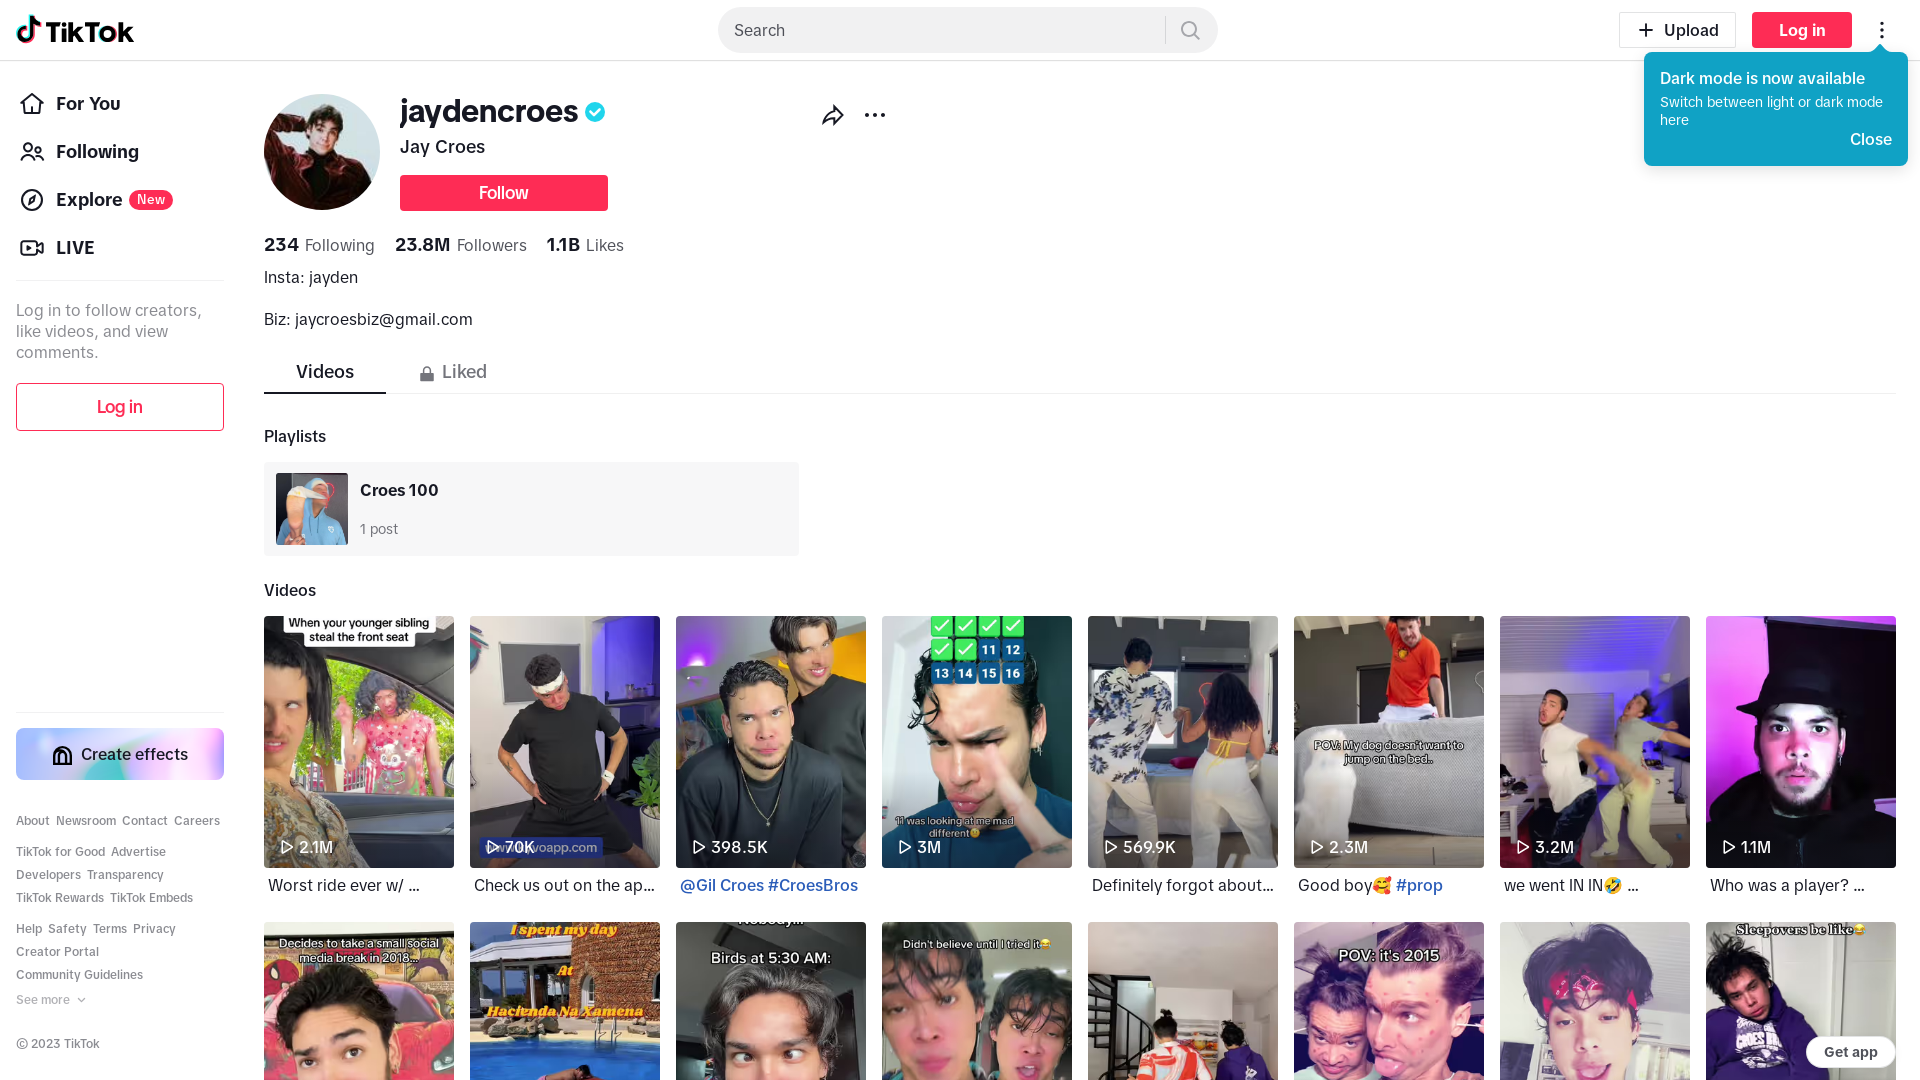 TikTok
Search
Upload
Log in
Dark mode is now available
Switch between light or dark mode
here
Close
For You
Following
Explore New
LIVE
Log in to follow creators,
like videos, and view
comments.
Log in
Create effects
About Newsroom Contact Careers
TikTok for Good Advertise
Developers Transparency
TikTok Rewards TikTok Embeds
Help Safety Terms Privacy
Creator Portal
Community Guidelines
See more
© 2023 TikTok
jaydencroes
Jay Croes
Follow
234 Following 23.8M Followers 1.1B Likes
Insta: jayden
Biz: jaycroesbiz@gmail.com
Videos
Liked
Playlists
Croes 100
1 post
Videos
When your younger sibling
steal the front seat
2.1M
Worst ride ever w/ ...
70K
Check us out on the ap...
398.5K
@Gil Croes #CroesBros
11 12
13 14 15 16
11 was looking at me mad
different
3M
569.9K
Definitely forgot about...
POV: My dog doesn't want to
jump on the bed..
2.3M
Good boy🥰 #prop
3.2M
we went IN IN🤣 ...
1.1M
Who was a player? ...
Decides to take a small social
media break in 2018...
I spent my day
At
Hacienda Na Xamena
Nobody...
Birds at 5:30 AM:
Didn't believe until I tried it😂
POV: it's 2015
Sleepovers be like😂
Get app